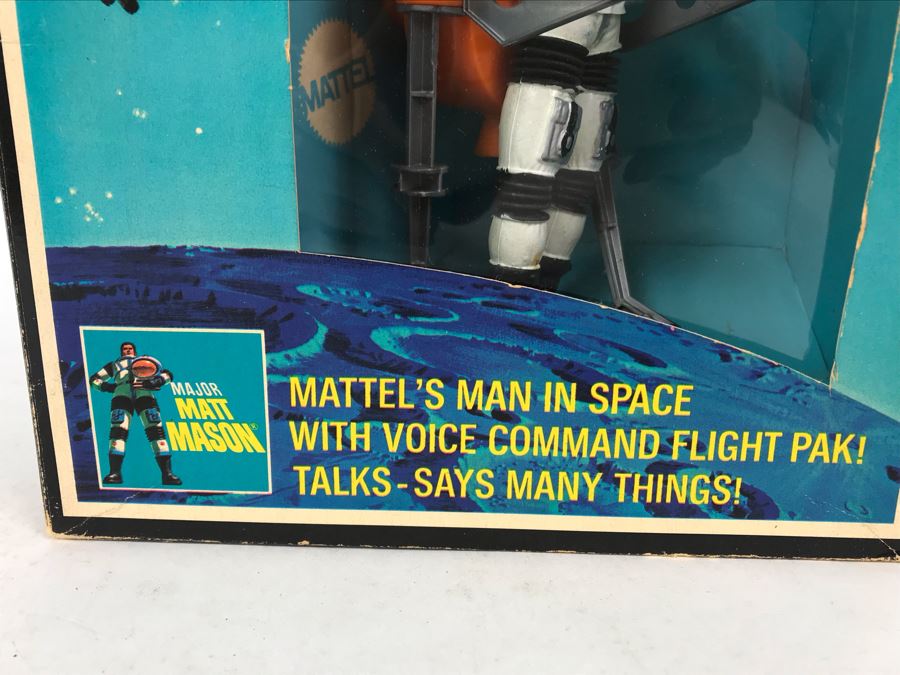 MATTEL
MAJOR
MATT
MASON®
MATTEL'S MAN IN SPACE
WITH VOICE COMMAND FLIGHT PAK!
TALKS-SAYS MANY THINGS!